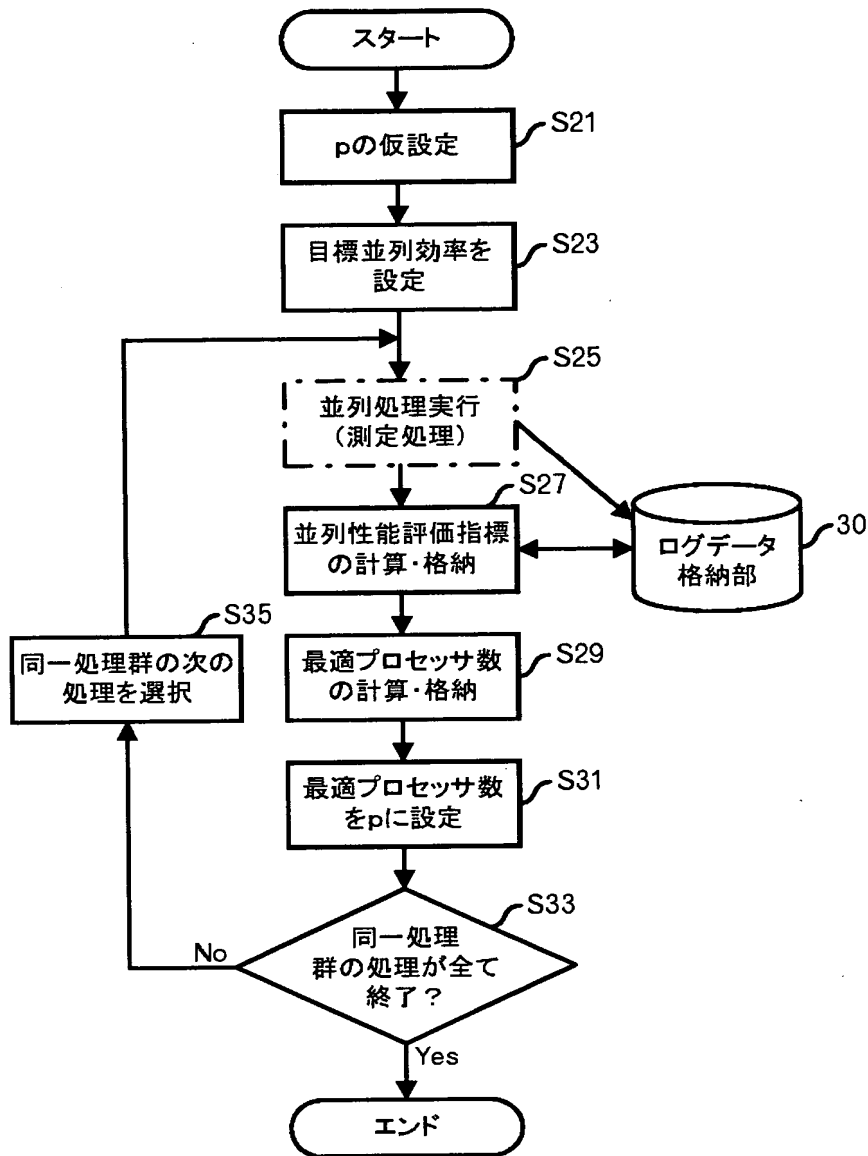 スタート
S21
pの仮設定
S23
目標並列効率を
設定
S25
並列処理実行
(測定処理)
S27
並列性能評価指標
の計算・格納
ログデータ
格納部
30
S35
同一処理群の次の
処理を選択
S29
最適プロセッサ数
の計算・格納
S31
最適プロセッサ数
をpに設定
S33
同一処理
群の処理が全て
終了?
No
Yes
エンド